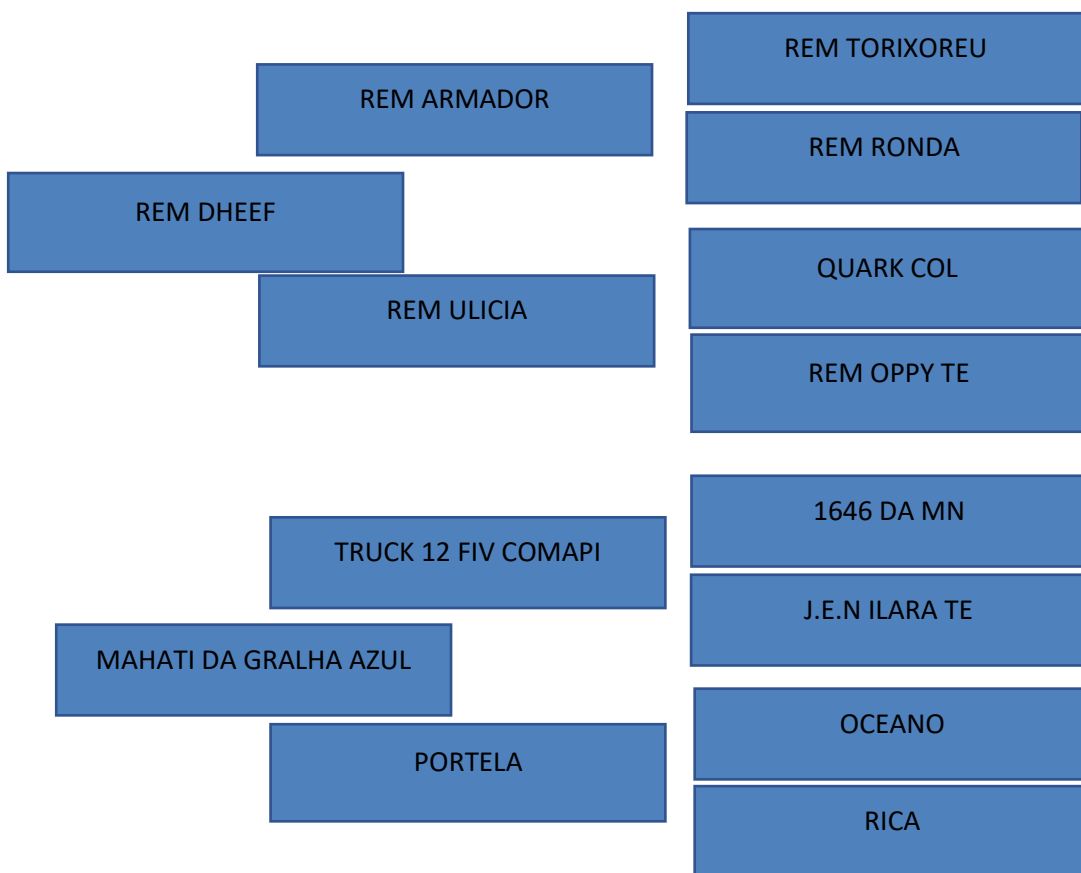 REM TORIXOREU
REM ARMADOR
REM RONDA
REM DHEEF
QUARK COL
REM ULICIA
REM OPPY TE
1646 DA MN
TRUCK 12 FIV COMAPI
J.E.N ILARA TE
MAHATI DA GRALHA AZUL
OCEANO
PORTELA
RICA